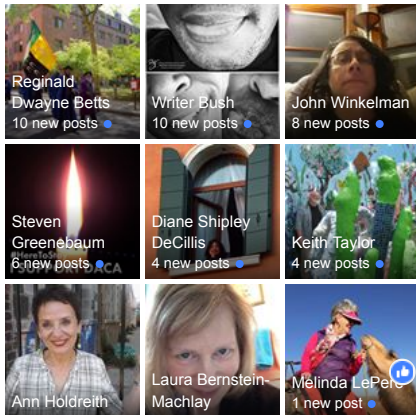 Reginald
Dwayne Betts
10 new posts
Writer Bush
10 new posts
John Winkelman
8 new posts
Steven
Greenebaum
6 new posts
DACA
Diane Shipley
DeCillis
4 new posts
Keith Taylor
4 new posts
Ann Holdreith
Laura Bernstein-
Machlay
Melinda LePere
1 new post